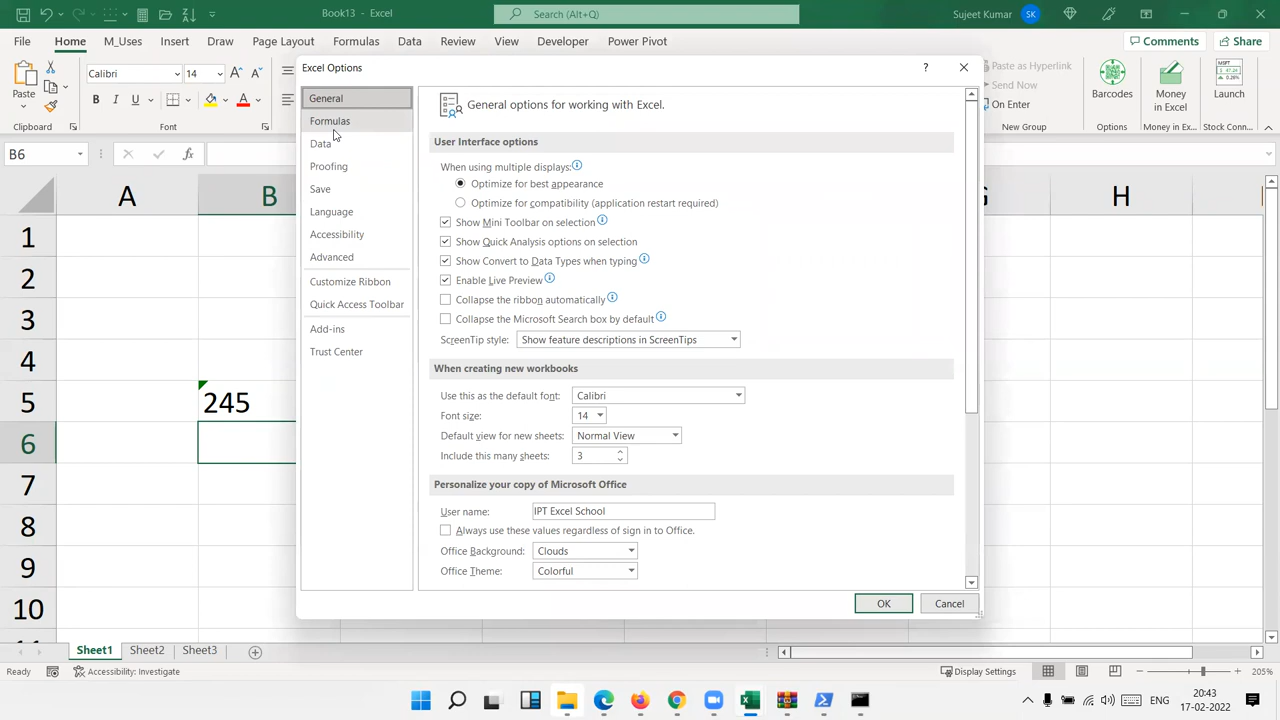 Book13 - Excel
Search (Alt+Q)
Sujeet Kumar
SK
File
Home
M_Uses
Insert
Draw
Page Layout
Formulas
Data
Review
View
Developer
Power Pivot
Comments
Share
Paste
Clipboard
Calibri
14
B I U
Font
Paste as Hyperlink
Send Now
On Enter
New Group
Barcodes
Options
Money
in Excel
Money in Ex...
Launch
Stock Conn...
B6
fx
A
B
G
H
1
2
3
4
5
245
6
7
8
9
10
Excel Options
?
General
Formulas
Data
Proofing
Save
Language
Accessibility
Advanced
Customize Ribbon
Quick Access Toolbar
Add-ins
Trust Center
General options for working with Excel.
User Interface options
When using multiple displays:
Optimize for best appearance
Optimize for compatibility (application restart required)
Show Mini Toolbar on selection
Show Quick Analysis options on selection
Show Convert to Data Types when typing
Enable Live Preview
Collapse the ribbon automatically
Collapse the Microsoft Search box by default
ScreenTip style: Show feature descriptions in ScreenTips
When creating new workbooks
Use this as the default font: Calibri
Font size: 14
Default view for new sheets: Normal View
Include this many sheets: 3
Personalize your copy of Microsoft Office
User name: IPT Excel School
Always use these values regardless of sign in to Office.
Office Background: Clouds
Office Theme: Colorful
OK
Cancel
Sheet1
Sheet2
Sheet3
Ready
Accessibility: Investigate
Display Settings
205%
ENG
20:43
17-02-2022